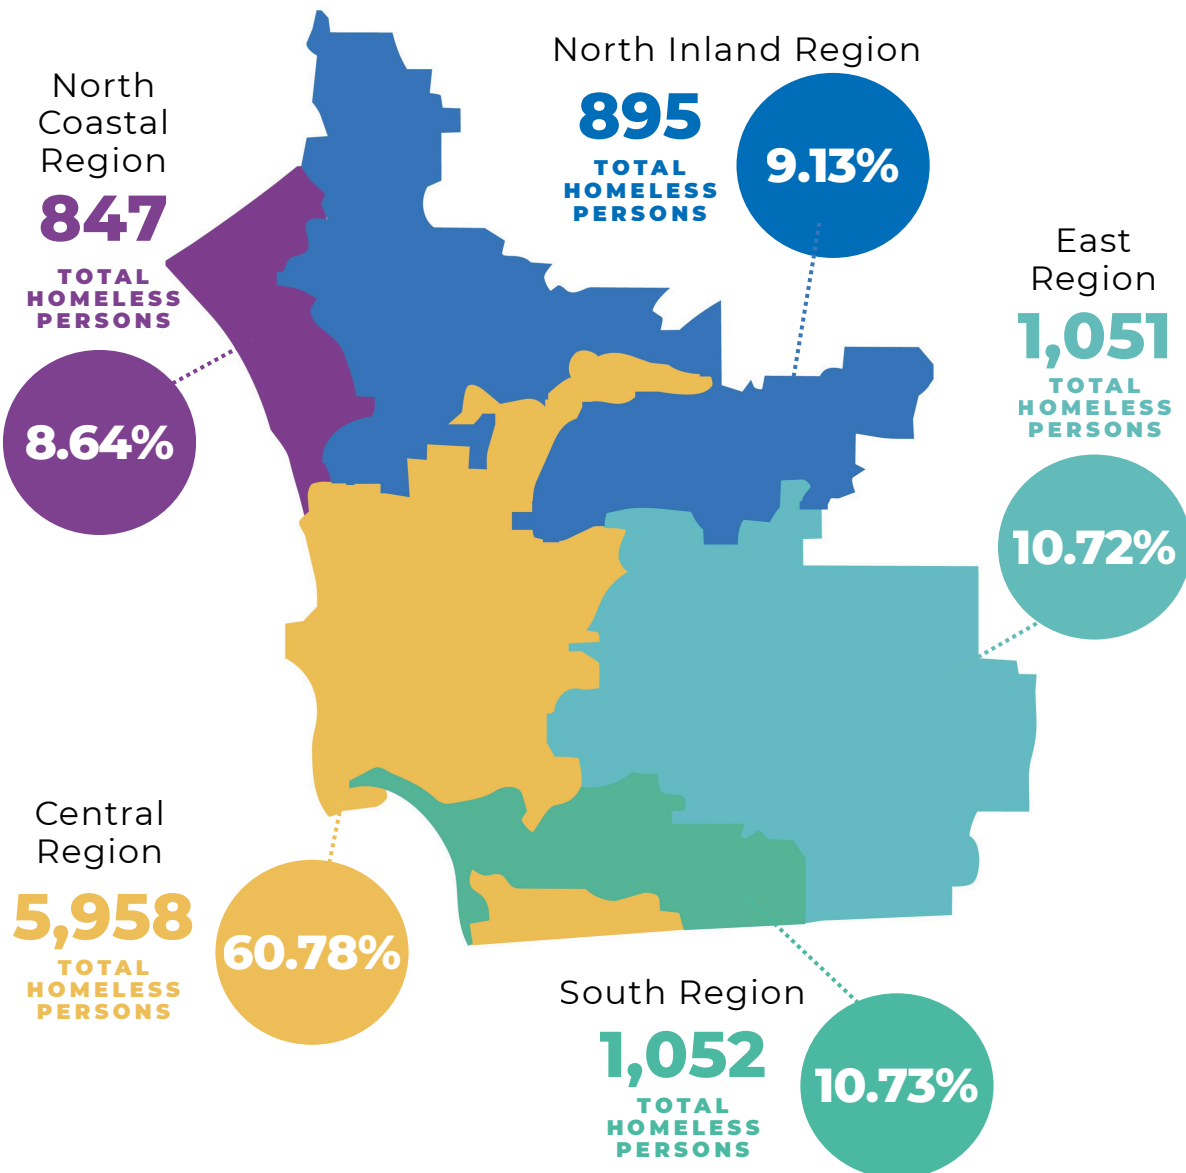 North
Coastal
Region
847
TOTAL
HOMELESS
PERSONS
8.64%
North Inland Region
895
TOTAL
HOMELESS
PERSONS
9.13%
East
Region
1,051
TOTAL
HOMELESS
PERSONS
10.72%
Central
Region
5,958
TOTAL
HOMELESS
PERSONS
60.78%
South Region
1,052
TOTAL
HOMELESS
PERSONS
10.73%